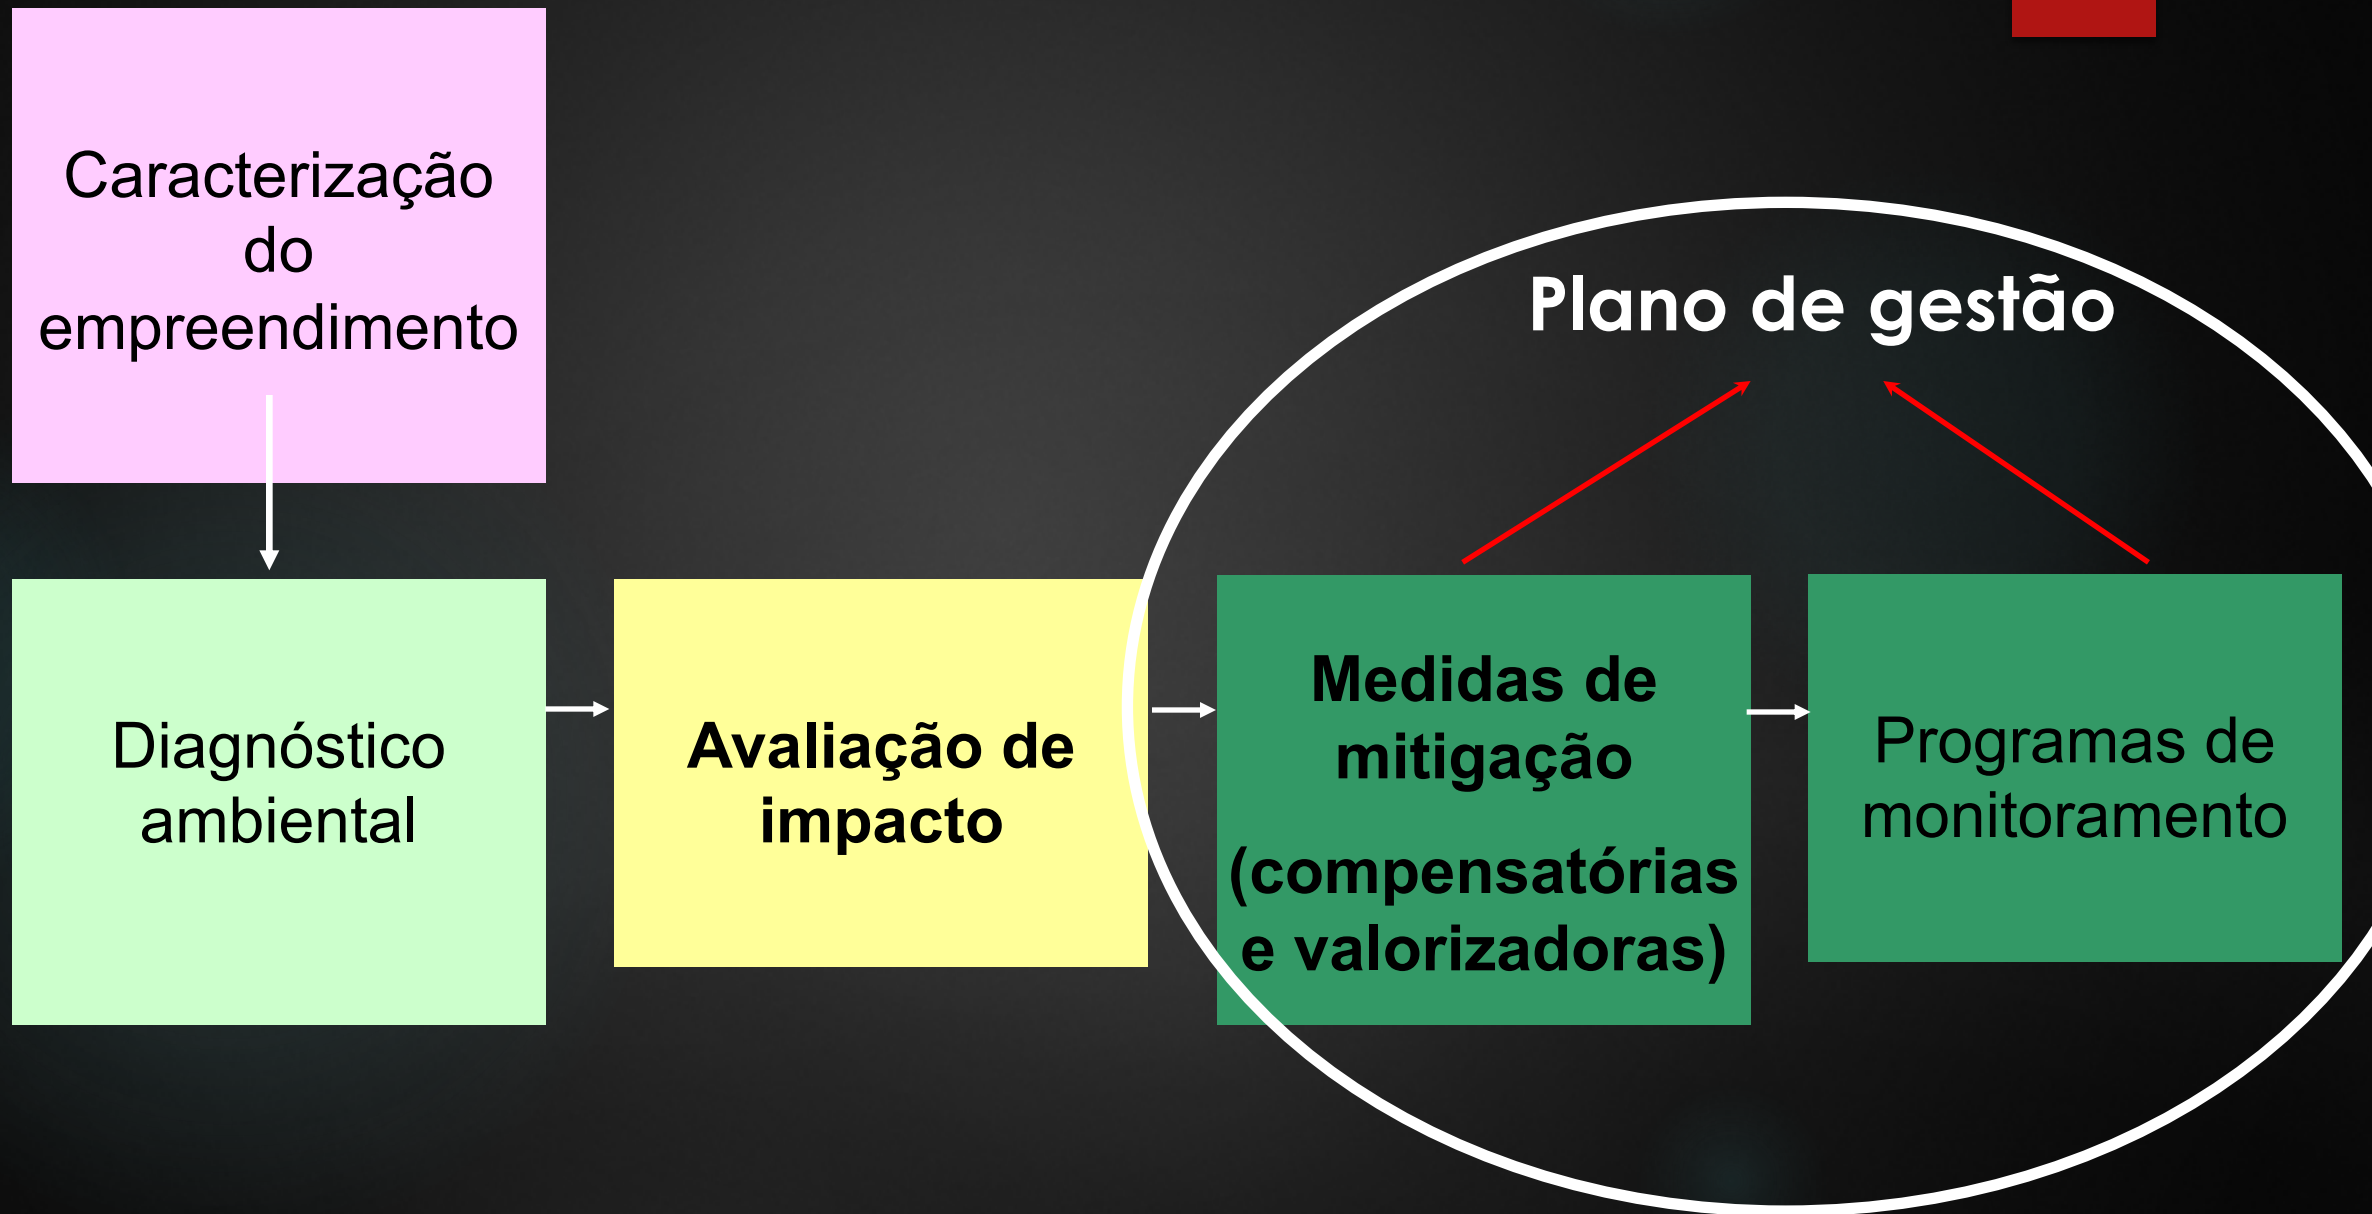 Caracterização
do
empreendimento
Plano de gestão
Diagnóstico
ambiental
Avaliação de
impacto
Medidas de
mitigação
(compensatórias
e valorizadoras)
Programas de
monitoramento